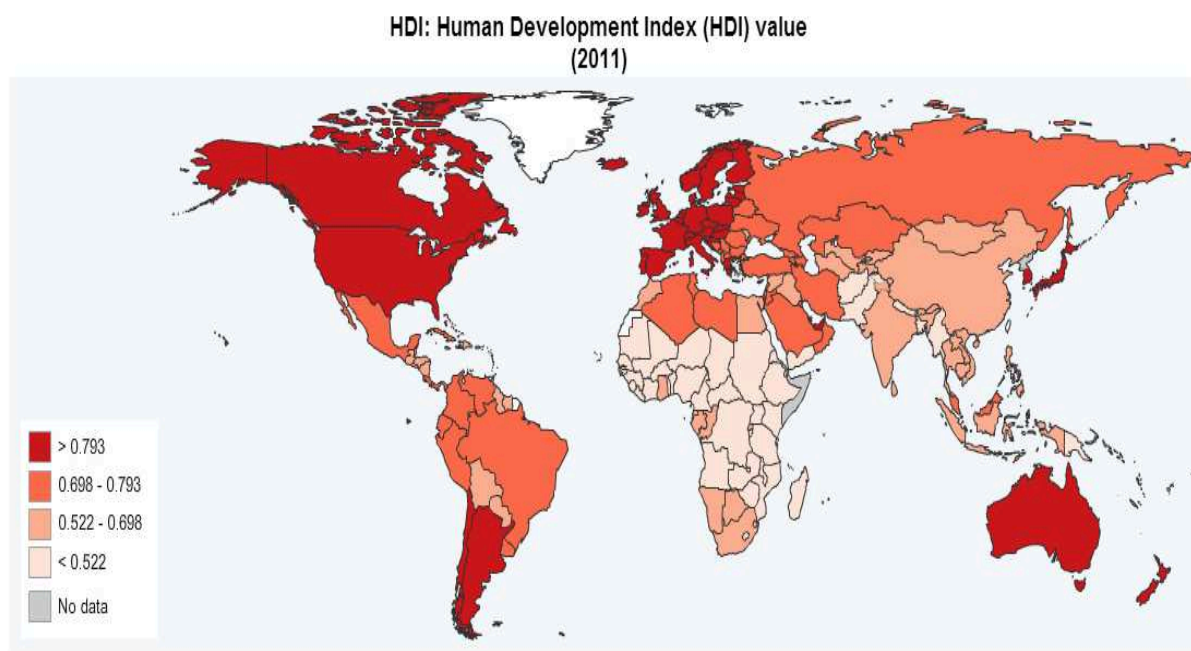 HDI: Human Development Index (HDI) value
(2011)
> 0.793
0.698 - 0.793
0.522 - 0.698
< 0.522
No data